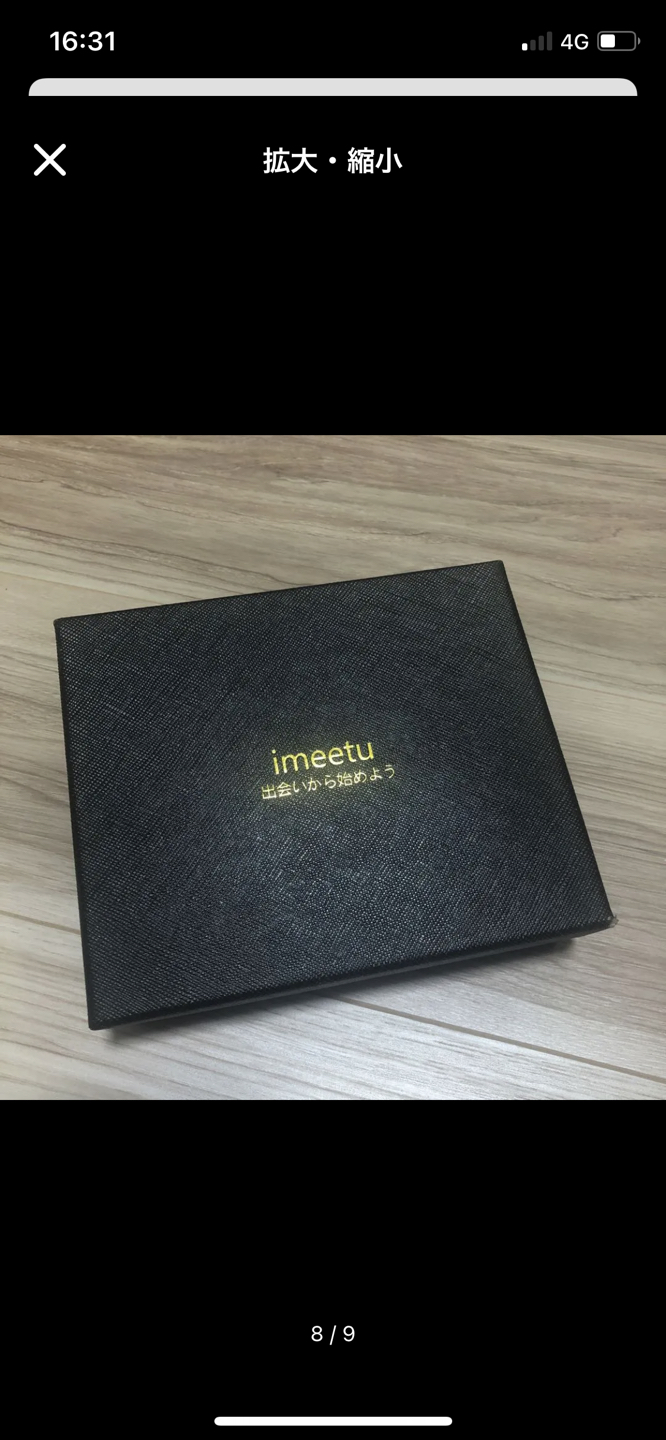 16:31
4G
拡大・縮小
imeetu
出会いから始めよう
8 / 9